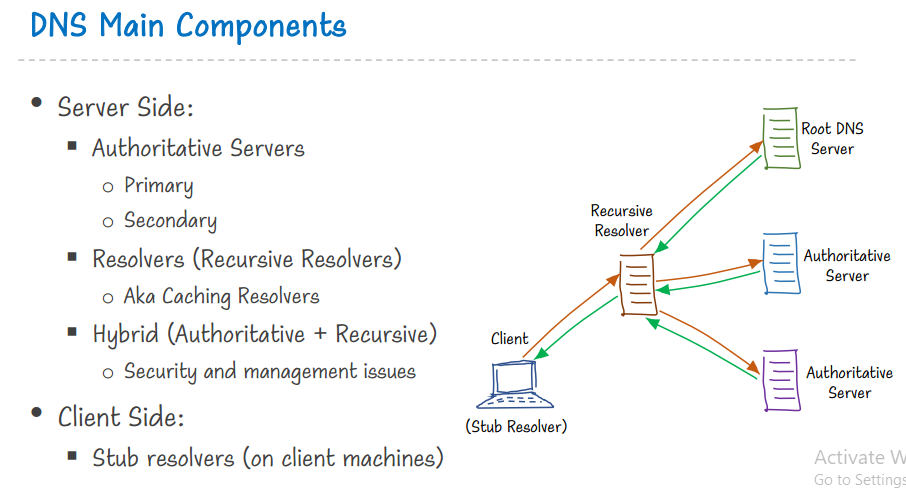 DNS Main Components
• Server Side:
▪ Authoritative Servers
o Primary
o Secondary
▪ Resolvers (Recursive Resolvers)
o Aka Caching Resolvers
▪ Hybrid (Authoritative + Recursive)
o Security and management issues
• Client Side:
▪ Stub resolvers (on client machines)
Root DNS
Server
Recursive
Resolver
Authoritative
Server
Client
(Stub Resolver)
Authoritative
Server
Activate W
Go to Settings